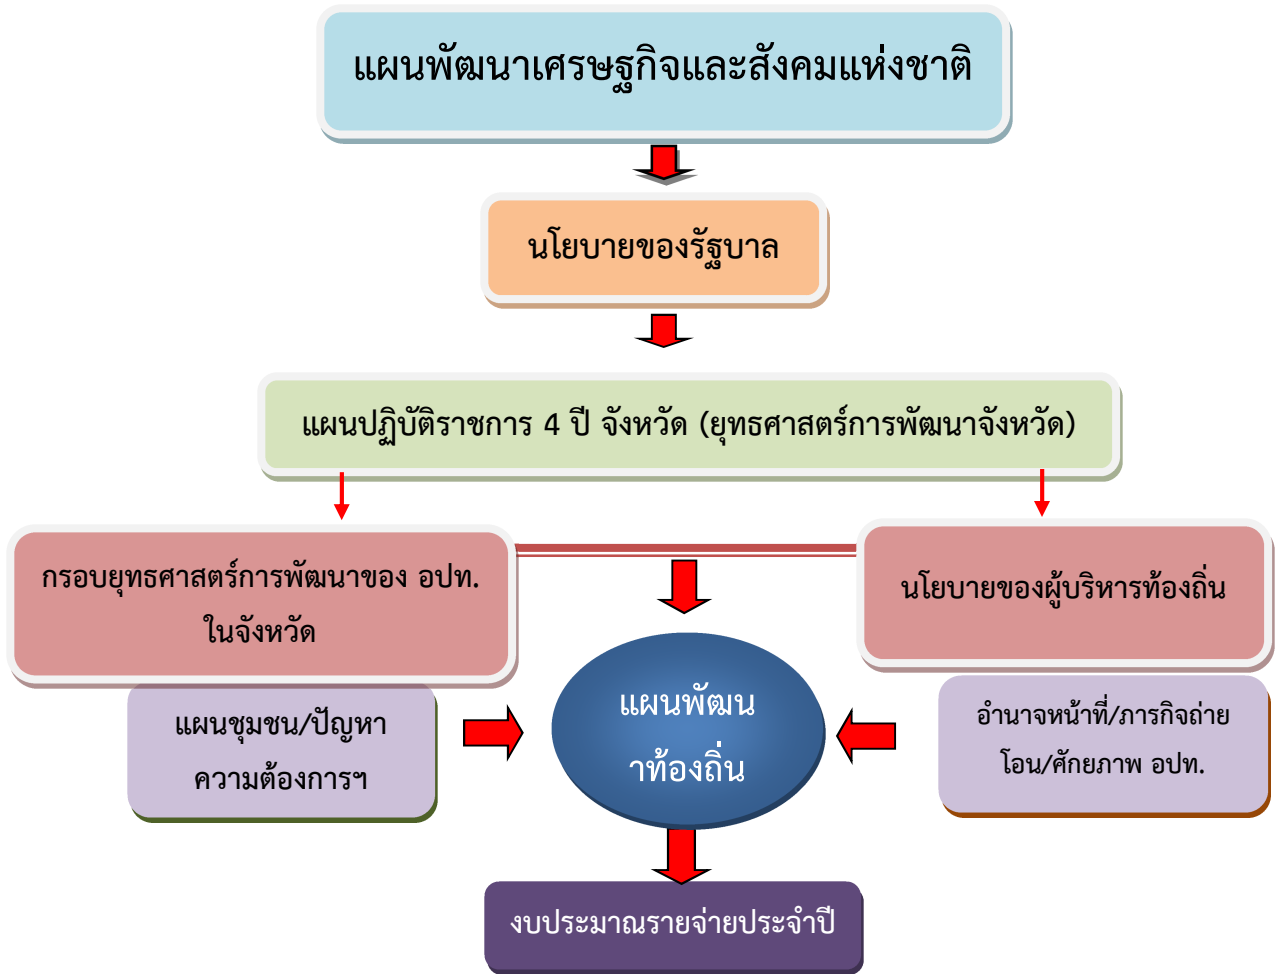 แผนพัฒนาเศรษฐกิจและสังคมแห่งชาติ
นโยบายของรัฐบาล
แผนปฏิบัติราชการ 4 ปี จังหวัด (ยุทธศาสตร์การพัฒนาจังหวัด)
กรอบยุทธศาสตร์การพัฒนาของ อปท.
ในจังหวัด
นโยบายของผู้บริหารท้องถิ่น
แผนชุมชน/ปัญหา
ความต้องการฯ
แผนพัฒน
าท้องถิ่น
อำนาจหน้าที่/ภารกิจถ่าย
โอน/ศักยภาพ อปท.
งบประมาณรายจ่ายประจำปี